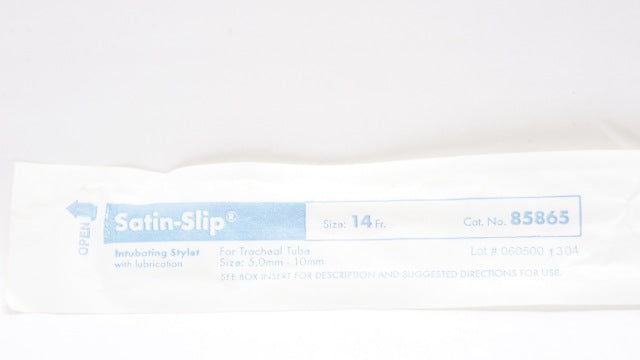 OPEN
Satin-Slip® Size: 14 Fr. Cat. No. 85865
Intubating Stylet For Tracheal Tube Lot # 060500 1304
with lubrication Size: 5.0mm - 10mm
SEE BOX INSERT FOR DESCRIPTION AND SUGGESTED DIRECTIONS FOR USE.